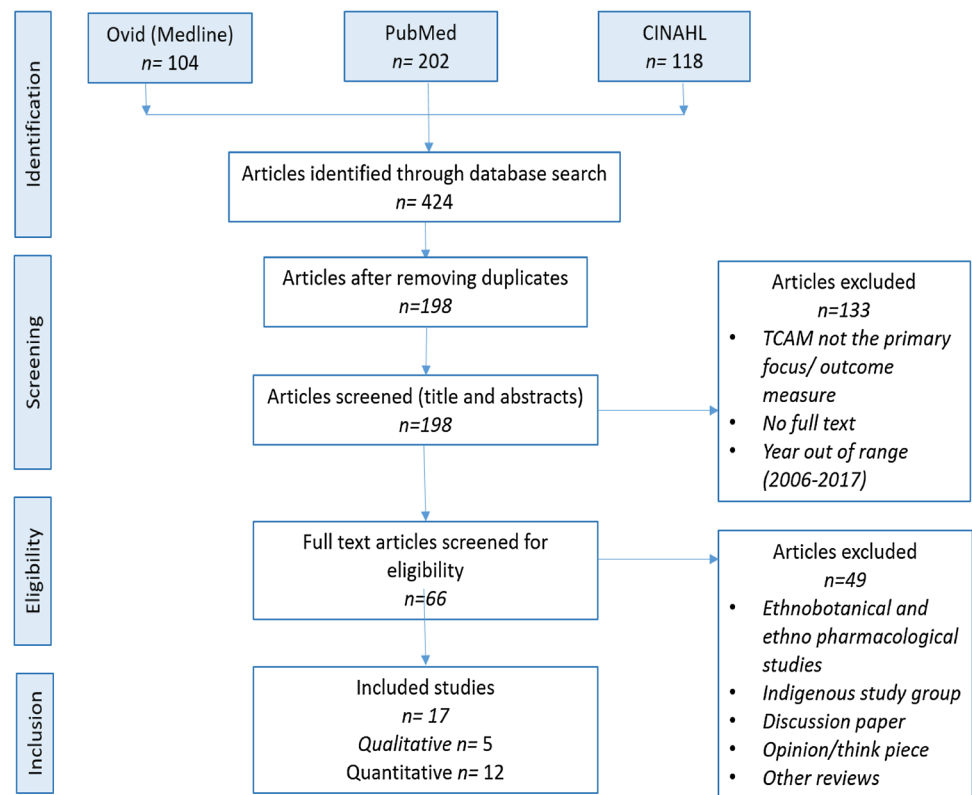 Identification
Ovid (Medline)
n= 104
PubMed
n= 202
CINAHL
n= 118
Articles identified through database search
n= 424
Screening
Articles after removing duplicates
n=198
Articles screened (title and abstracts)
n=198
Articles excluded
n=133
• TCAM not the primary
focus/ outcome
measure
• No full text
• Year out of range
(2006-2017)
Eligibility
Full text articles screened for
eligibility
n=66
Articles excluded
n=49
• Ethnobotanical and
ethno pharmacological
studies
• Indigenous study group
• Discussion paper
• Opinion/think piece
• Other reviews
Inclusion
Included studies
n= 17
Qualitative n= 5
Quantitative n= 12